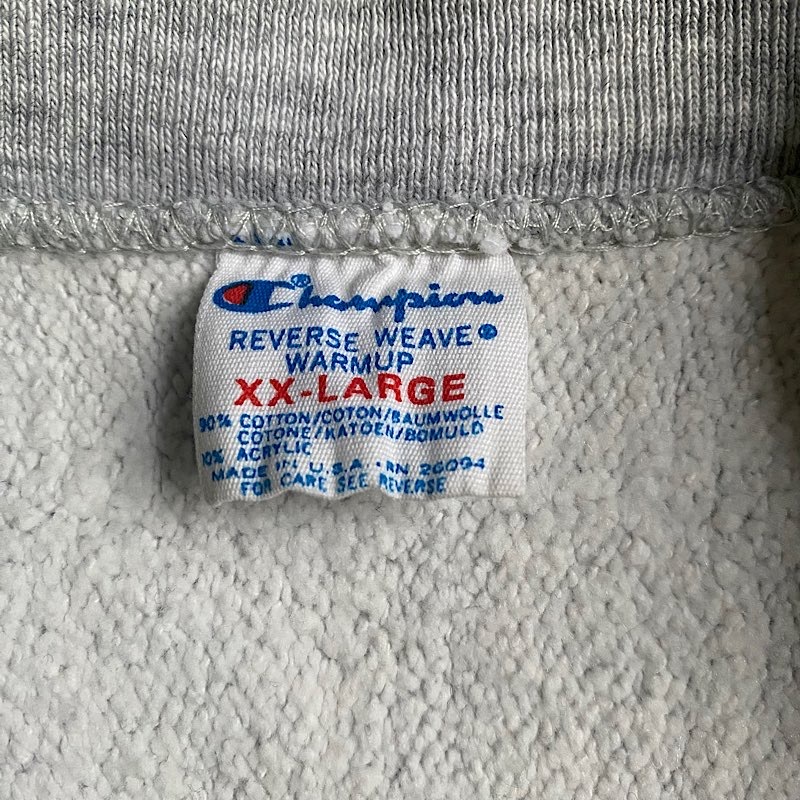 Champion®
REVERSE WEAVE®
WARMUP
XX-LARGE
90% COTTON/COTON/BAUMWOLLE
COTONE/KATOEN/BOMULD
10% ACRYLIC
MADE IN U.S.A. • RN 26094
FOR CARE SEE REVERSE